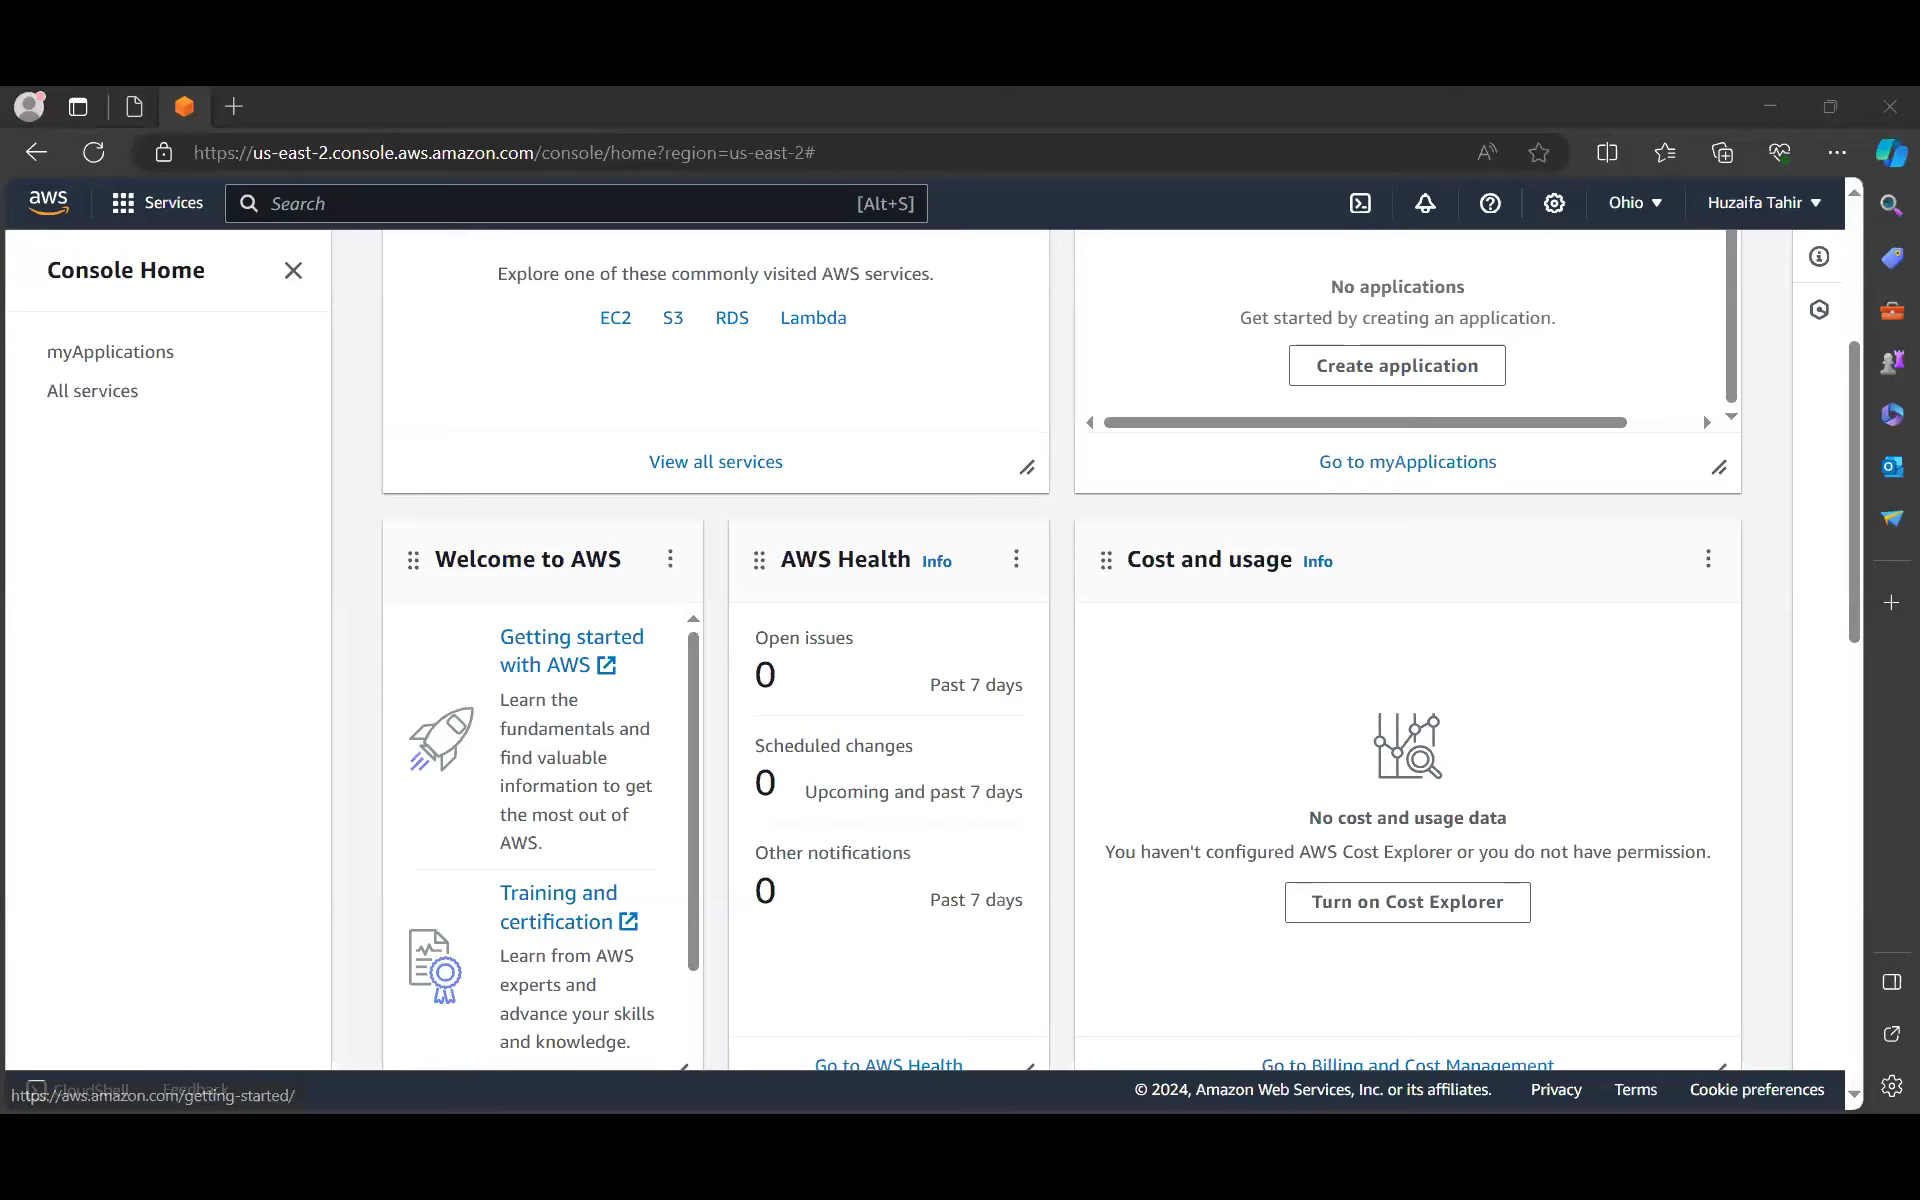 https://us-east-2.console.aws.amazon.com/console/home?region=us-east-2#
aws
Services
Search
[Alt+S]
Ohio
Huzaifa Tahir
Console Home
myApplications
All services
Explore one of these commonly visited AWS services.
EC2 S3 RDS Lambda
View all services
No applications
Get started by creating an application.
Create application
Go to myApplications
Welcome to AWS
Getting started
with AWS
Learn the
fundamentals and
find valuable
information to get
the most out of
AWS.
Training and
certification
Learn from AWS
experts and
advance your skills
and knowledge.
AWS Health Info
Open issues
0
Past 7 days
Scheduled changes
0
Upcoming and past 7 days
Other notifications
0
Past 7 days
Go to AWS Health
Cost and usage Info
No cost and usage data
You haven't configured AWS Cost Explorer or you do not have permission.
Turn on Cost Explorer
Go to Billing and Cost Management
CloudShell Feedback
https://aws.amazon.com/getting-started/
© 2024, Amazon Web Services, Inc. or its affiliates.
Privacy
Terms
Cookie preferences